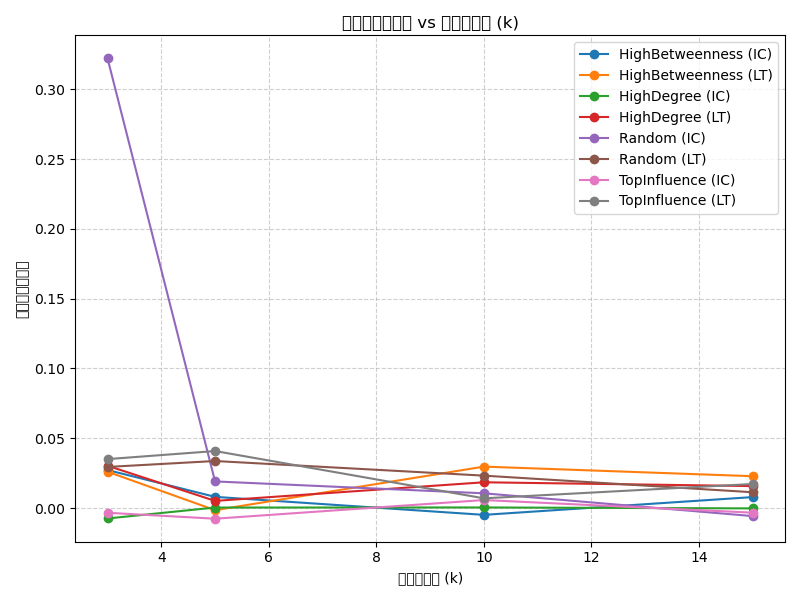 vs (k)
HighBetweenness (IC)
HighBetweenness (LT)
HighDegree (IC)
HighDegree (LT)
Random (IC)
Random (LT)
TopInfluence (IC)
TopInfluence (LT)
0.30
0.25
0.20
0.15
0.10
0.05
0.00
4 6 8 10 12 14
(k)